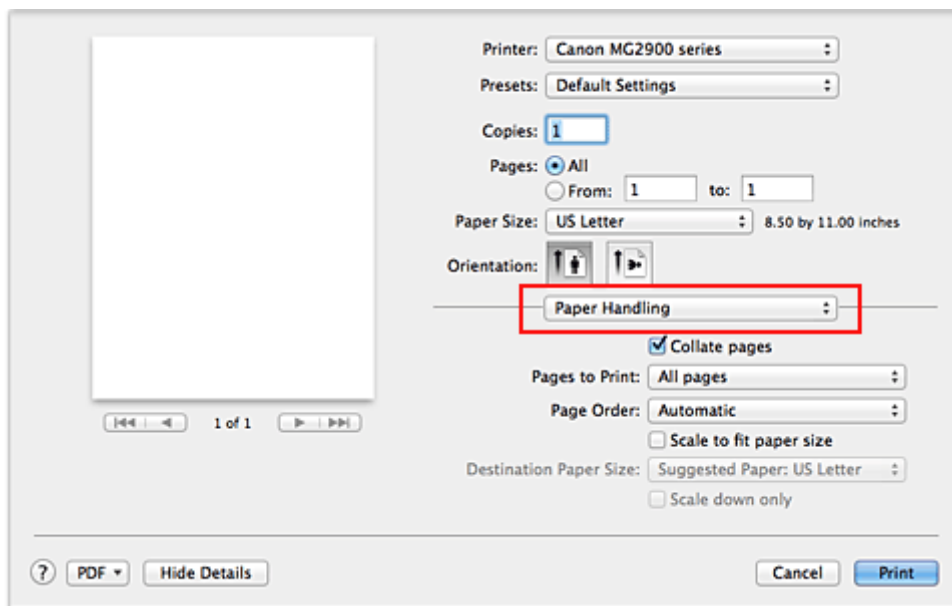 Printer: Canon MG2900 series
Presets: Default Settings
Copies: 1
Pages: All
From: 1 to: 1
Paper Size: US Letter 8.50 by 11.00 inches
Orientation:
Paper Handling
Collate pages
Pages to Print: All pages
Page Order: Automatic
1 of 1
Scale to fit paper size
Destination Paper Size: Suggested Paper: US Letter
Scale down only
? PDF Hide Details Cancel Print